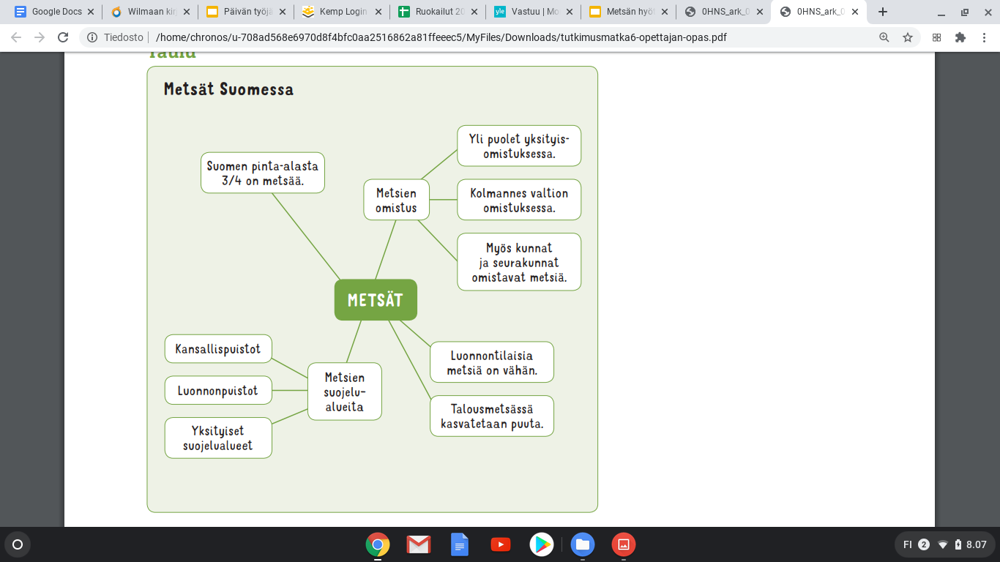 Google Docs
Wilmaan kir
Päivän työjä
Kemp Login
Ruokailut 20
yle
Vastuu | Mo
Metsän hyö
0HNS_ark_0
0HNS_ark_0
Tiedosto | /home/chronos/u-708ad568e6970d8f4bfc0aa2516862a81ffeeec5/MyFiles/Downloads/tutkimusmatka6-opettajan-opas.pdf
Taulu
Metsät Suomessa
Suomen pinta-alasta
3/4 on metsää.
Metsien
omistus
Yli puolet yksityis-
omistuksessa.
Kolmannes valtion
omistuksessa.
Myös kunnat
ja seurakunnat
omistavat metsiä.
METSÄT
Kansallispuistot
Luonnonpuistot
Yksityiset
suojelualueet
Metsien
suojelu-
alueita
Luonnontilaisia
metsiä on vähän.
Talousmetsässä
kasvatetaan puuta.
FI 2 8.07